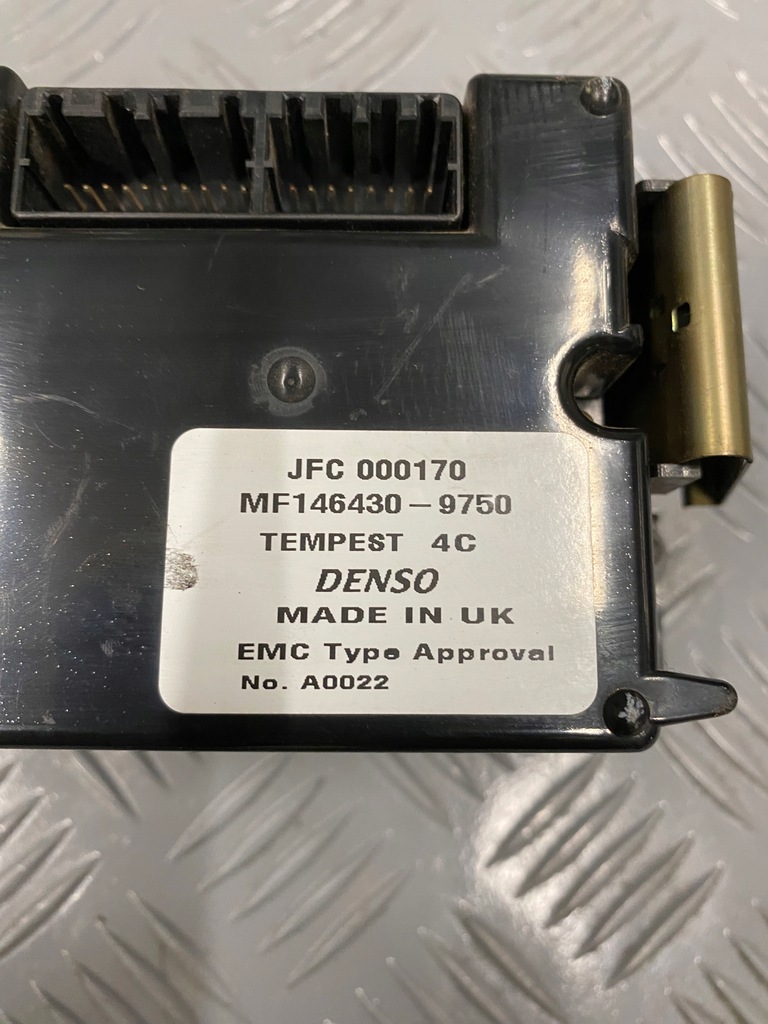 JFC 000170
MF146430-9750
TEMPEST 4C
DENSO
MADE IN UK
EMC Type Approval
No. A0022